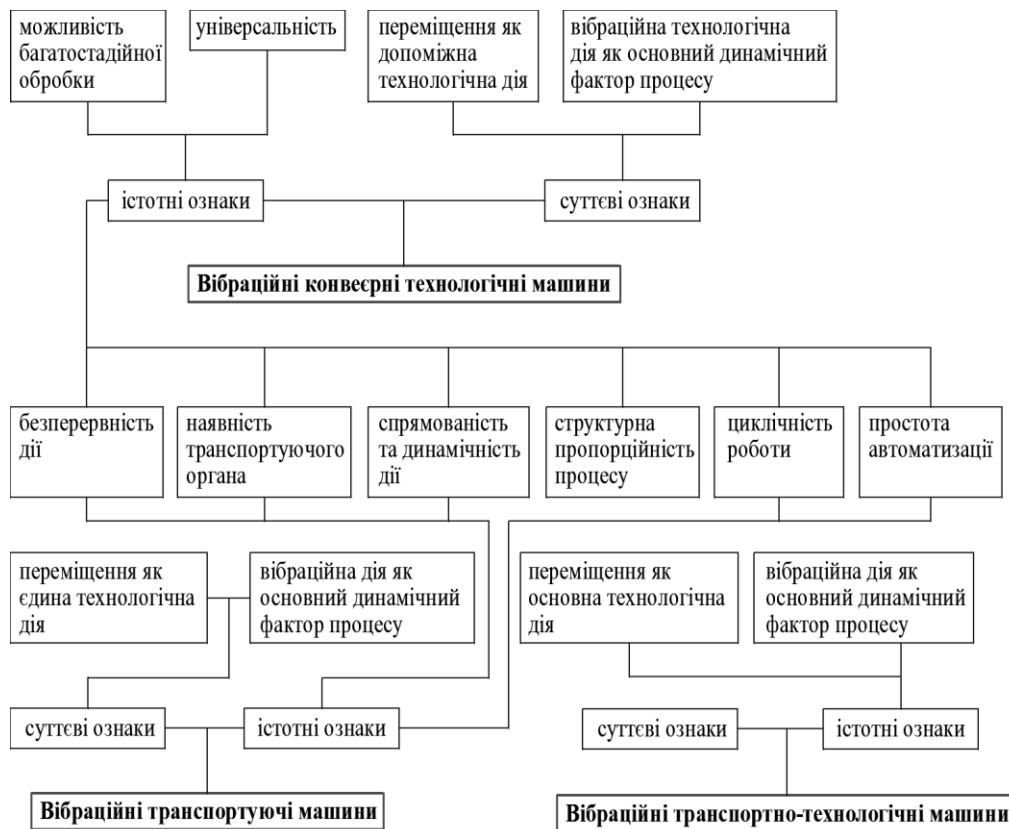 можливість
багатостадійної
обробки
універсальність
переміщення як
допоміжна
технологічна дія
вібраційна технологічна
дія як основний динамічний
фактор процесу
істотні ознаки
суттєві ознаки
Вібраційні конвеєрні технологічні машини
безперервність
дії
наявність
транспортуючого
органа
спрямованість
та динамічність
дії
структурна
пропорційність
процесу
циклічність
роботи
простота
автоматизації
переміщення як
єдина технологічна
дія
вібраційна дія як
основний динамічний
фактор процесу
переміщення як
основна технологічна
дія
вібраційна дія як
основний динамічний
фактор процесу
суттєві ознаки
істотні ознаки
суттєві ознаки
істотні ознаки
Вібраційні транспортуючі машини
Вібраційні транспортно-технологічні машини